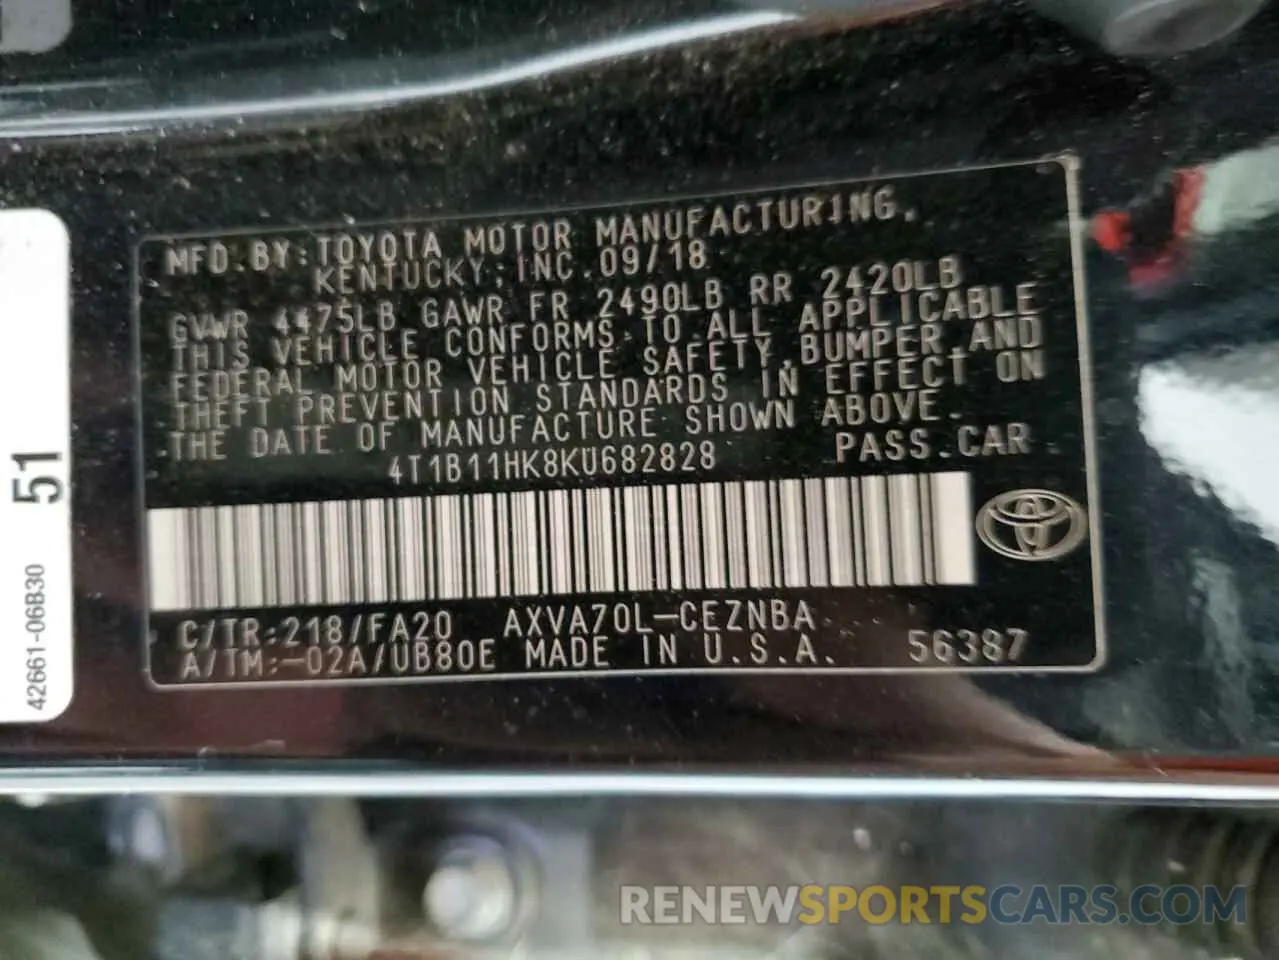 MFD.BY:TOYOTA MOTOR MANUFACTURING,
KENTUCKY, INC. 09/18
GVWR 4475LB GAWR FR 2490LB RR 2420LB
THIS VEHICLE CONFORMS TO ALL APPLICABLE
FEDERAL MOTOR VEHICLE SAFETY,BUMPER,AND
THEFT PREVENTION STANDARDS IN EFFECT ON
THE DATE OF MANUFACTURE SHOWN ABOVE.
4T1B11HK8KU682828 PASS.CAR
C/TR:218/FA20 AXVA70L-CEZNBA
A/TM:-02A/UB80E MADE IN U.S.A. 56387
51
42661-06B30
RENEWSPORTSCARS.COM